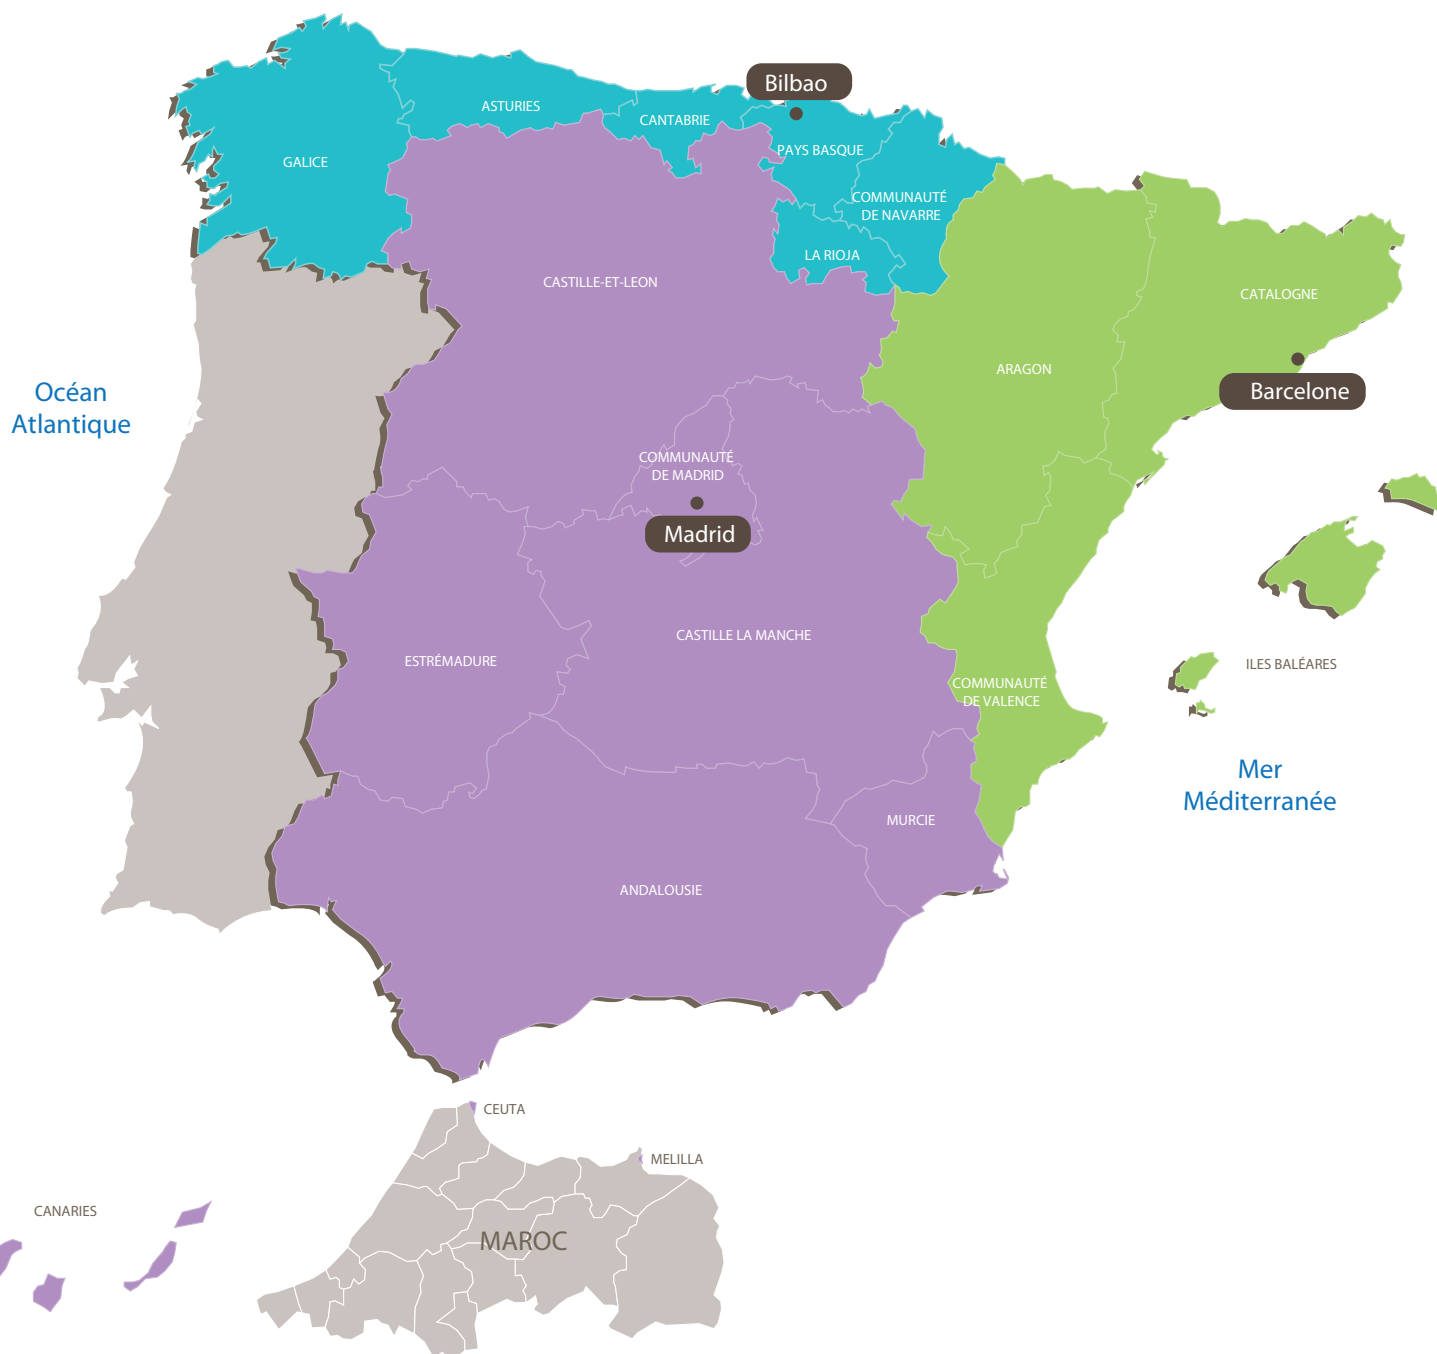 Bilbao
ASTURIES
CANTABRIE
PAYS BASQUE
GALICE
COMMUNAUTÉ
DE NAVARRE
LA RIOJA
CASTILLE-ET-LEON
CATALOGNE
ARAGON
Barcelone
Océan
Atlantique
COMMUNAUTÉ
DE MADRID
Madrid
CASTILLE LA MANCHE
ESTRÉMADURE
ILES BALÉARES
COMMUNAUTÉ
DE VALENCE
Mer
Méditerranée
MURCIE
ANDALOUSIE
CEUTA
MELILLA
CANARIES
MAROC